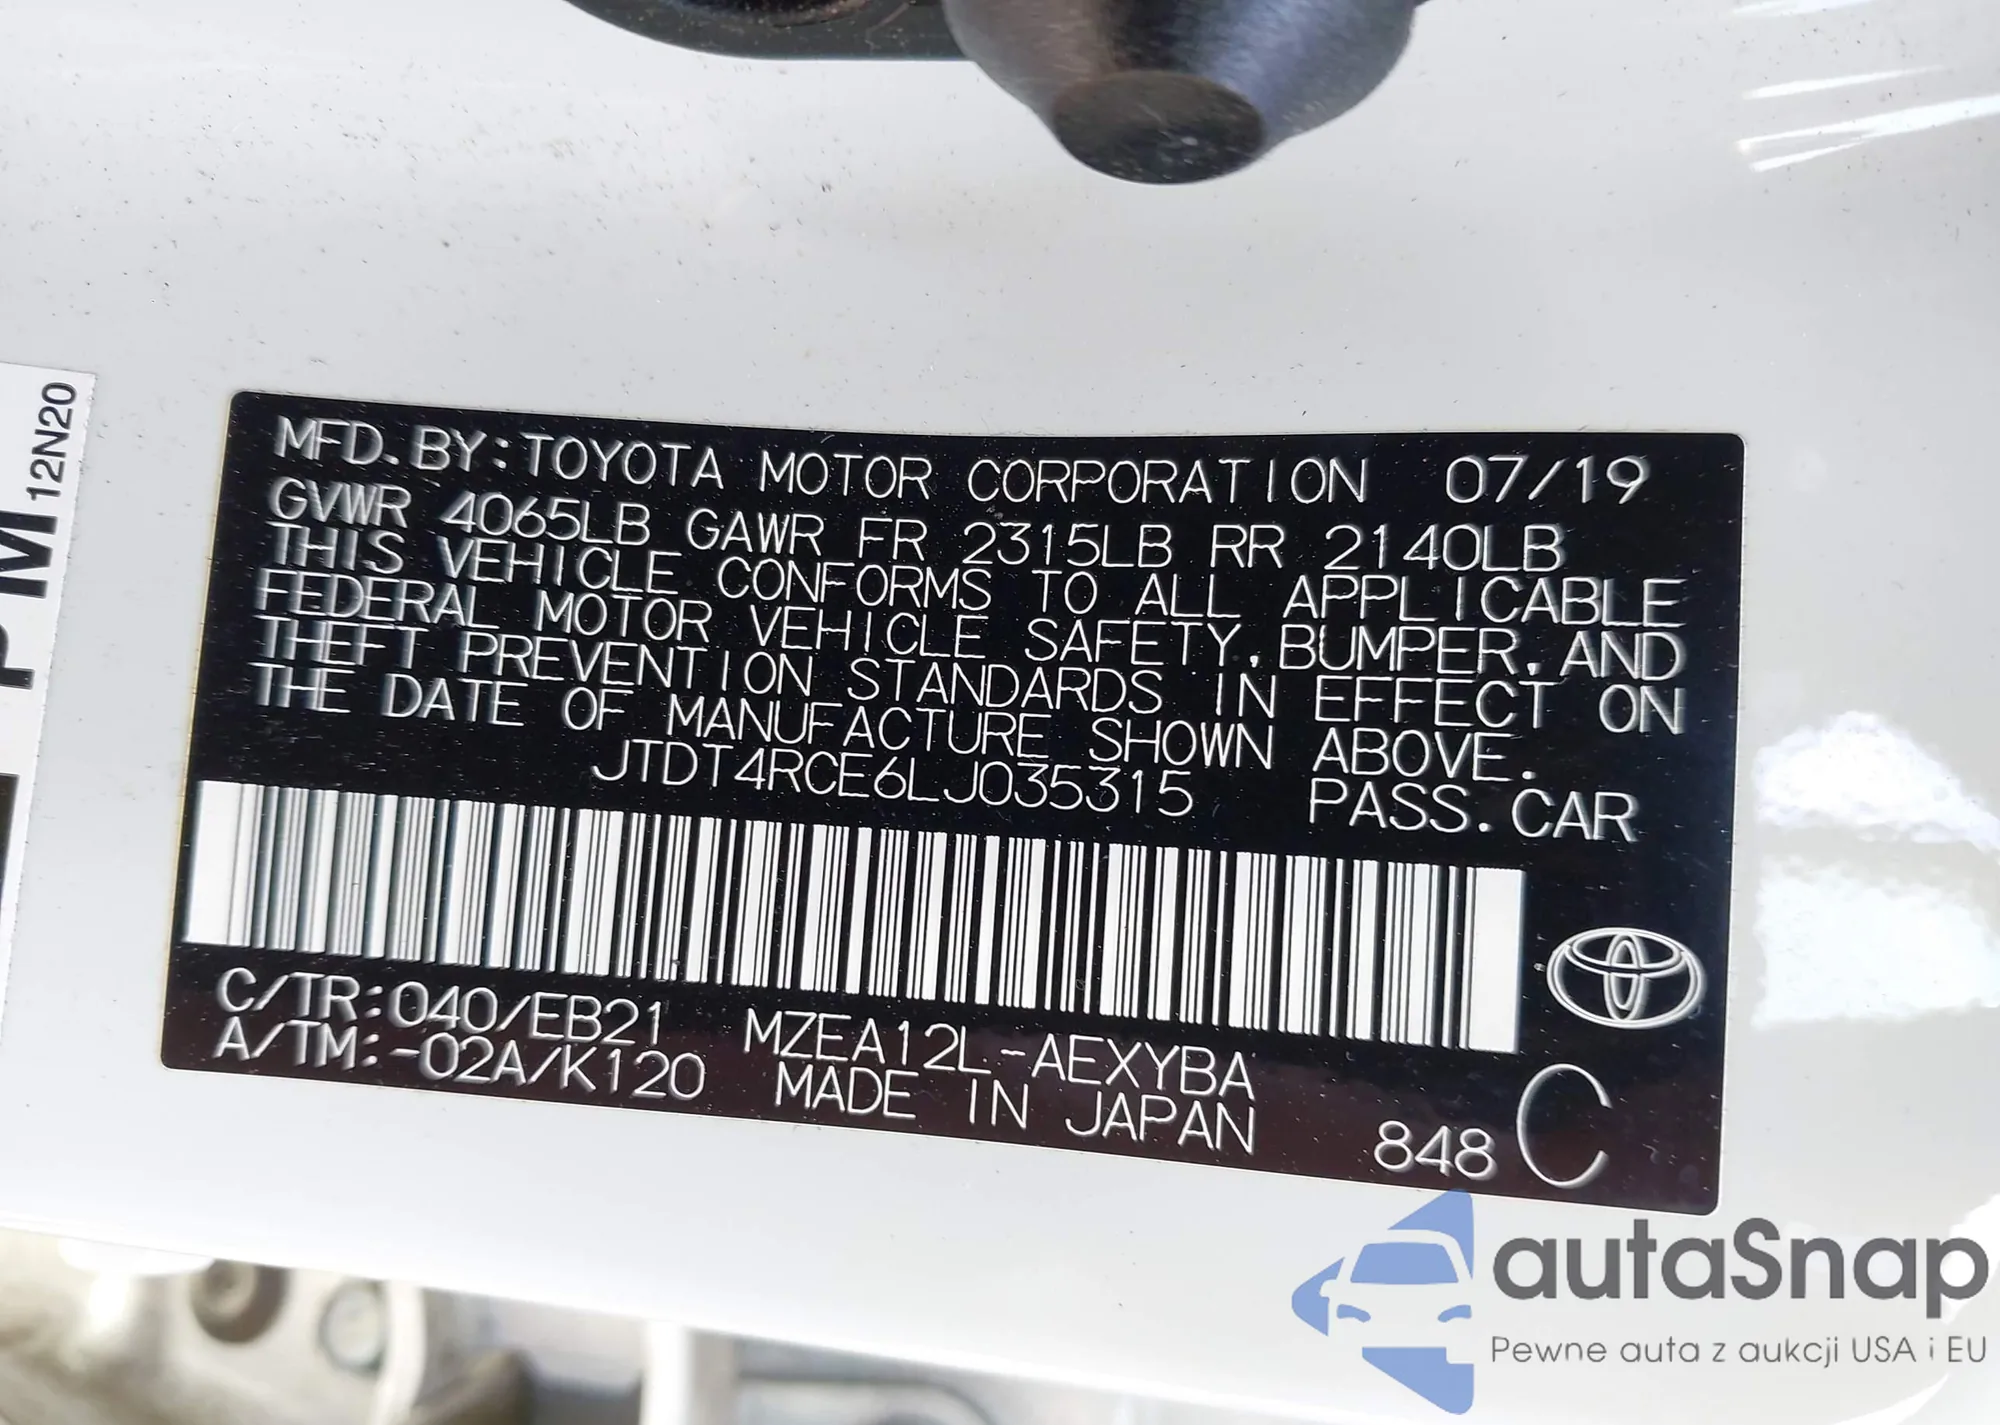 MFD.BY:TOYOTA MOTOR CORPORATION 07/19
GVWR 4065LB GAWR FR 2315LB RR 2140LB
THIS VEHICLE CONFORMS TO ALL APPLICABLE
FEDERAL MOTOR VEHICLE SAFETY,BUMPER,AND
THEFT PREVENTION STANDARDS IN EFFECT ON
THE DATE OF MANUFACTURE SHOWN ABOVE.
JTDT4RCE6LJ035315 PASS.CAR
C/TR:040/EB21 MZEA12L-AEXYBA
A/TM:-02A/K120 MADE IN JAPAN
848 C
12N20
PM
autaSnap
Pewne auta z aukcji USA i EU